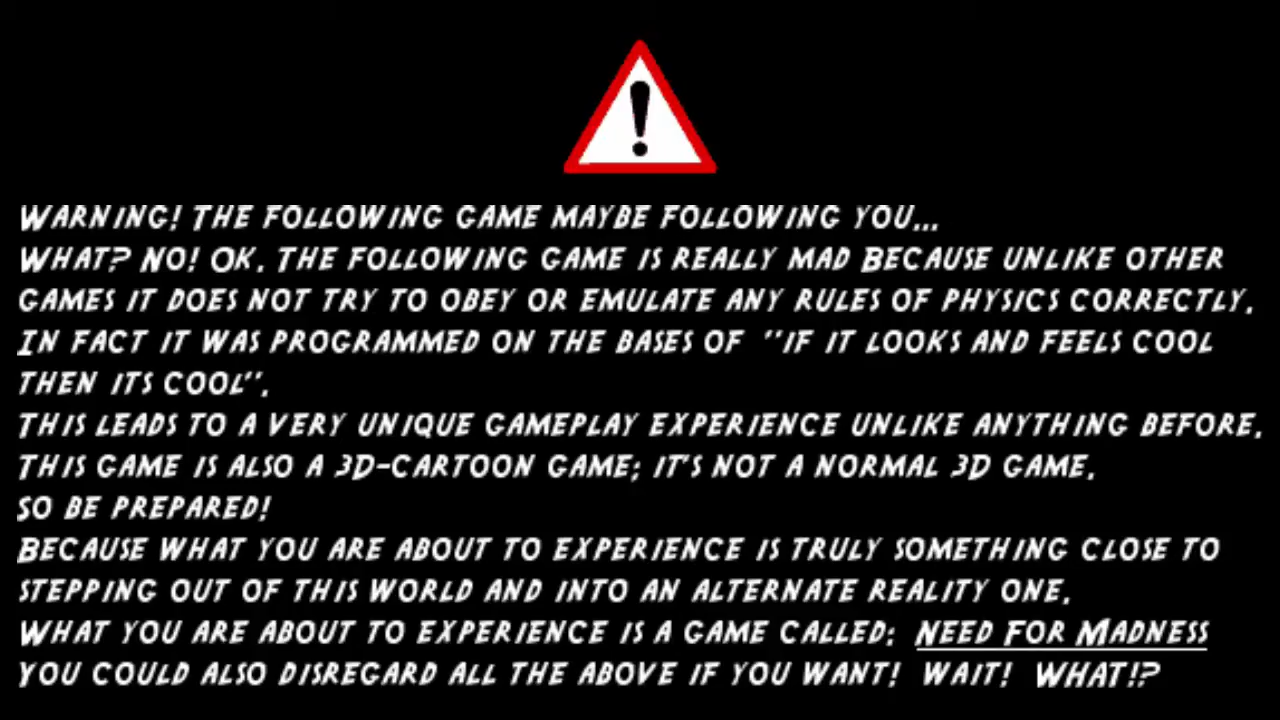 WARNING! THE FOLLOWING GAME MAYBE FOLLOWING YOU...
WHAT? NO! OK. THE FOLLOWING GAME IS REALLY MAD BECAUSE UNLIKE OTHER
GAMES IT DOES NOT TRY TO OBEY OR EMULATE ANY RULES OF PHYSICS CORRECTLY.
IN FACT IT WAS PROGRAMMED ON THE BASES OF "IF IT LOOKS AND FEELS COOL
THEN ITS COOL".
THIS LEADS TO A VERY UNIQUE GAMEPLAY EXPERIENCE UNLIKE ANYTHING BEFORE.
THIS GAME IS ALSO A 3D-CARTOON GAME; IT'S NOT A NORMAL 3D GAME.
SO BE PREPARED!
BECAUSE WHAT YOU ARE ABOUT TO EXPERIENCE IS TRULY SOMETHING CLOSE TO
STEPPING OUT OF THIS WORLD AND INTO AN ALTERNATE REALITY ONE.
WHAT YOU ARE ABOUT TO EXPERIENCE IS A GAME CALLED: NEED FOR MADNESS
YOU COULD ALSO DISREGARD ALL THE ABOVE IF YOU WANT! WAIT! WHAT!?